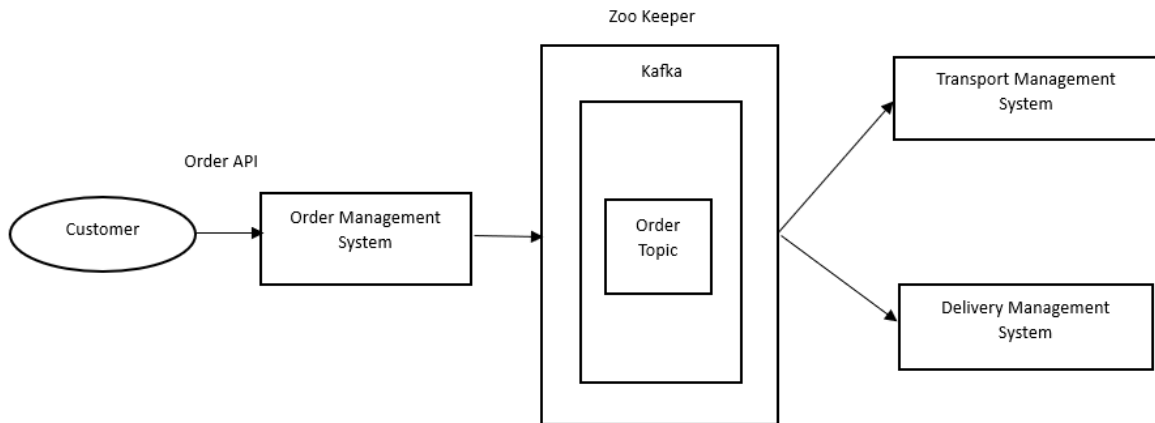 Zoo Keeper
Kafka
Transport Management
System
Order API
Customer
Order Management
System
Order
Topic
Delivery Management
System